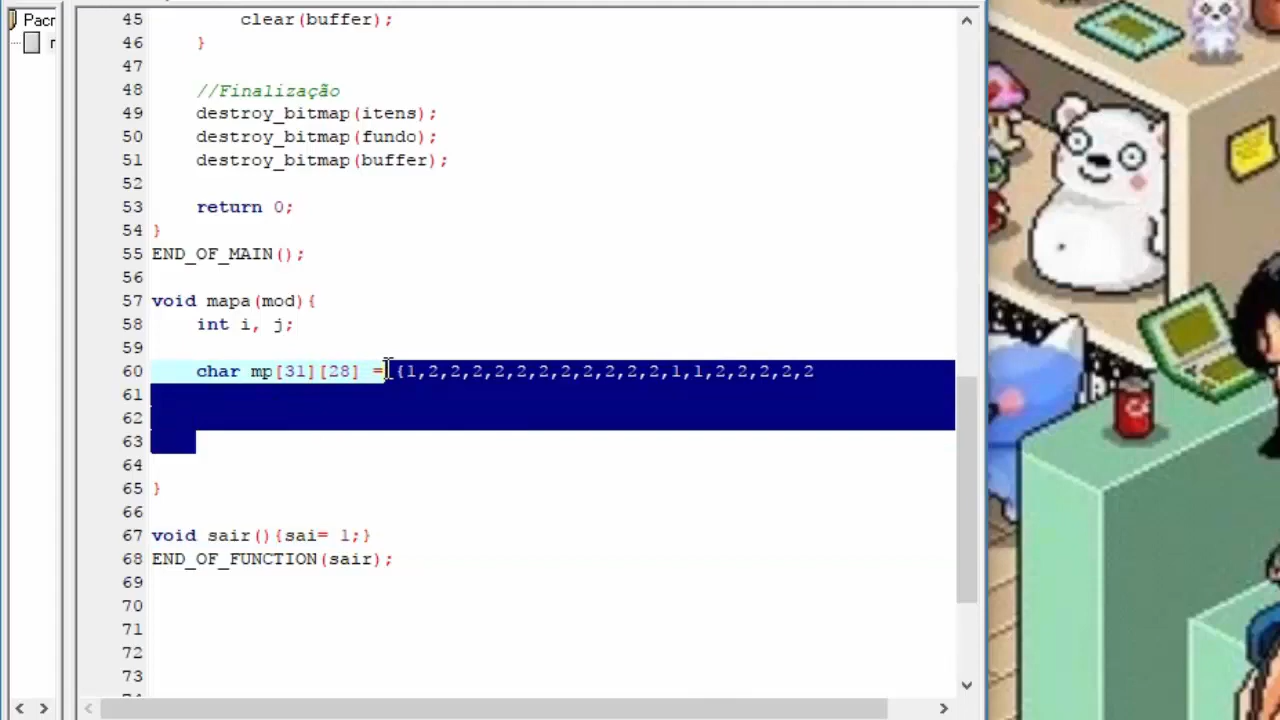 Pacr
45 clear(buffer);
46 }
47
48 //Finalização
49 destroy_bitmap(itens);
50 destroy_bitmap(fundo);
51 destroy_bitmap(buffer);
52
53 return 0;
54 }
55 END_OF_MAIN();
56
57 void mapa(mod){
58 int i, j;
59
60 char mp[31][28] = {1,2,2,2,2,2,2,2,2,2,2,2,1,1,2,2,2,2,2
61
62
63
64
65 }
66
67 void sair(){sai= 1;}
68 END_OF_FUNCTION(sair);
69
70
71
72
73